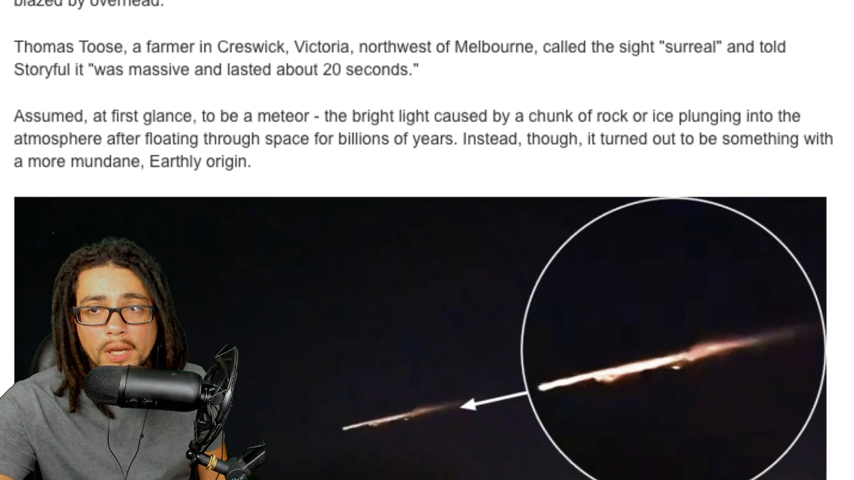 blazed by overhead.
Thomas Toose, a farmer in Creswick, Victoria, northwest of Melbourne, called the sight "surreal" and told
Storyful it "was massive and lasted about 20 seconds."
Assumed, at first glance, to be a meteor - the bright light caused by a chunk of rock or ice plunging into the
atmosphere after floating through space for billions of years. Instead, though, it turned out to be something with
a more mundane, Earthly origin.